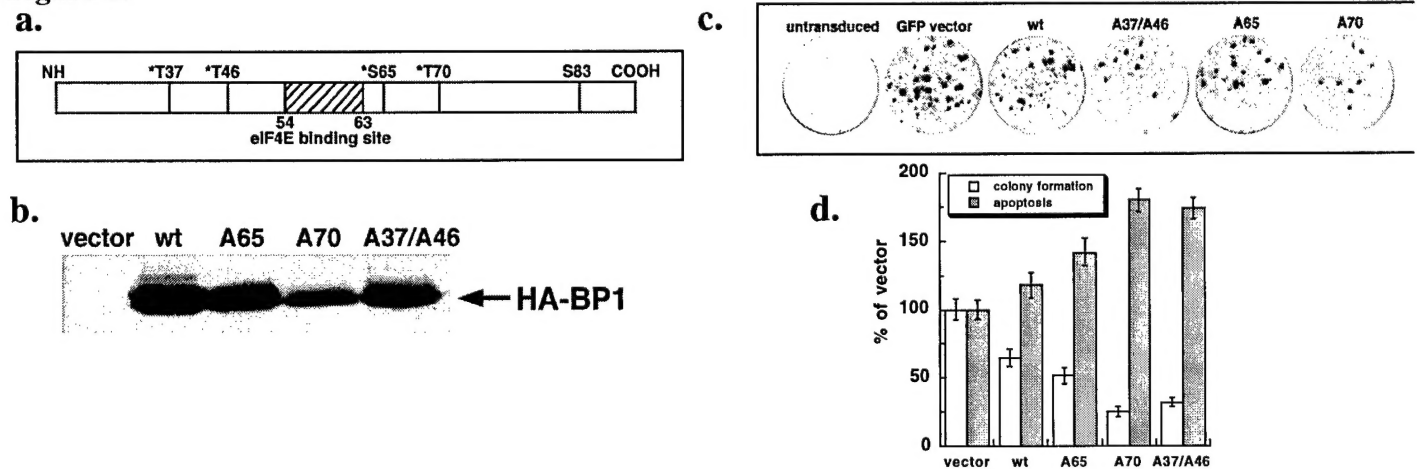 a.
NH *T37 *T46 *S65 *T70 S83 COOH
54 63
eIF4E binding site
b.
vector wt A65 A70 A37/A46
HA-BP1
c.
untransduced GFP vector wt A37/A46 A65 A70
d.
200
150
100
50
0
% of vector
colony formation
apoptosis
vector wt A65 A70 A37/A46